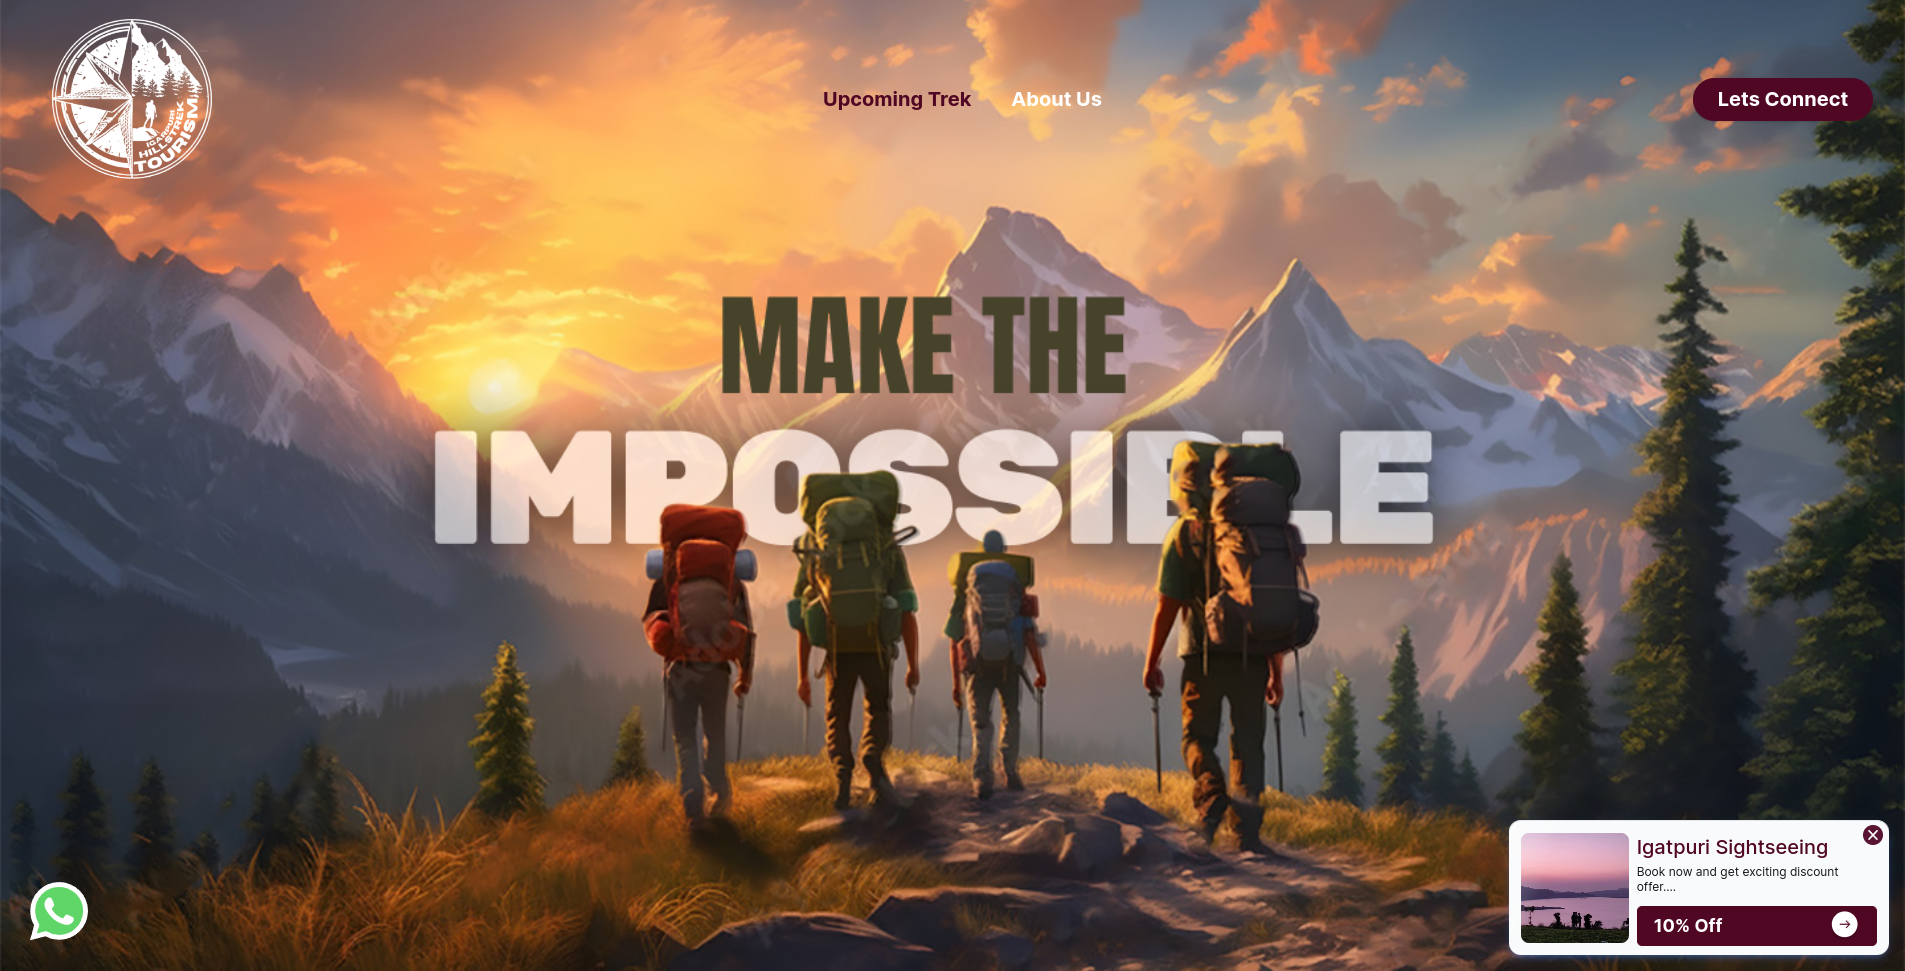 IGATPURI
HILLSTREK
TOURISM
Upcoming Trek
About Us
Lets Connect
MAKE THE
IMPOSSIBLE
Igatpuri Sightseeing
Book now and get exciting discount
offer....
10% Off